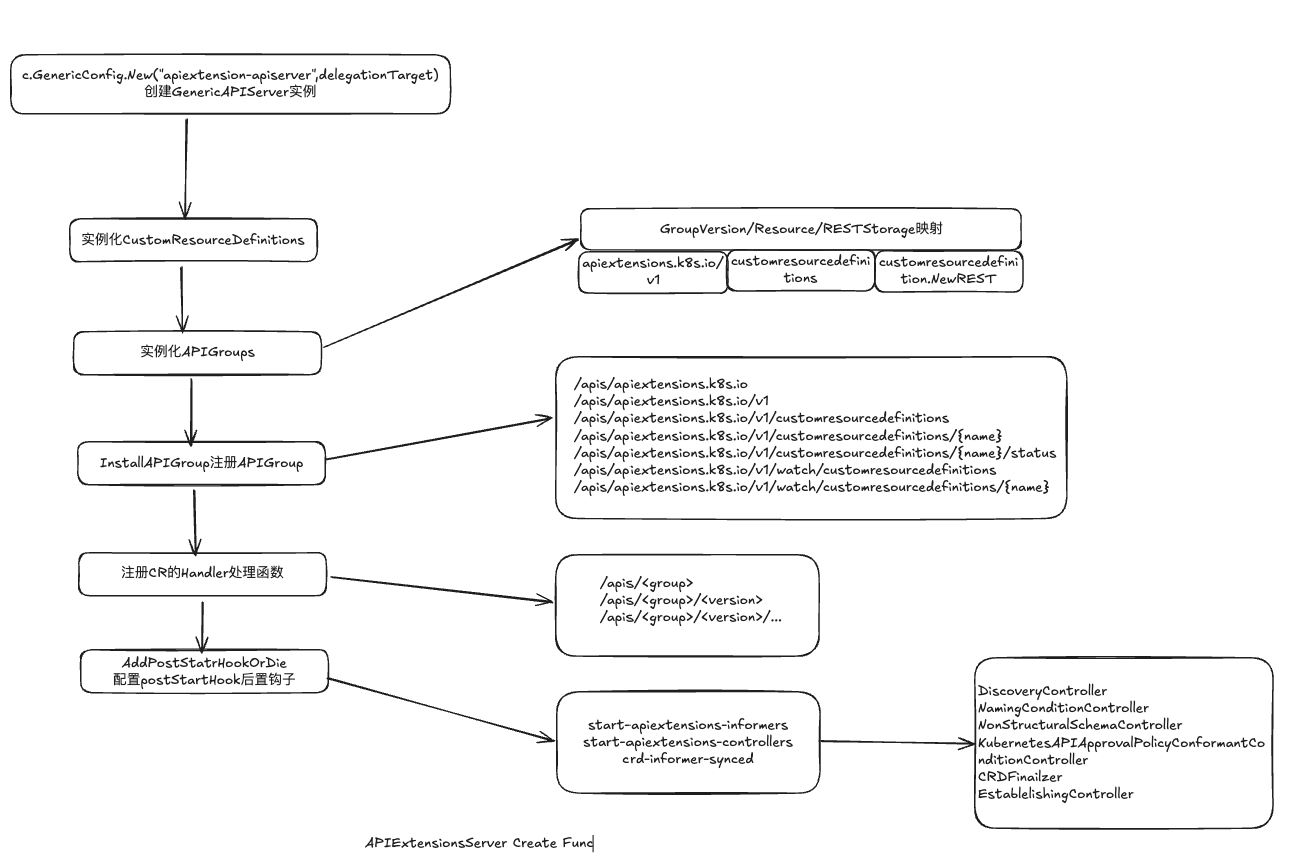 c.GenericConfig.New("apiextension-apiserver",delegationTarget)
创建GenericAPIServer实例
实例化CustomResourceDefinitions
GroupVersion/Resource/RESTStorage映射
apiextensions.k8s.io/
v1
customresourcedefini
tions
customresourcedefini
tion.NewREST
实例化APIGroups
/apis/apiextensions.k8s.io
/apis/apiextensions.k8s.io/v1
/apis/apiextensions.k8s.io/v1/customresourcedefinitions
/apis/apiextensions.k8s.io/v1/customresourcedefinitions/{name}
/apis/apiextensions.k8s.io/v1/customresourcedefinitions/{name}/status
/apis/apiextensions.k8s.io/v1/watch/customresourcedefinitions
/apis/apiextensions.k8s.io/v1/watch/customresourcedefinitions/{name}
InstallAPIGroup注册APIGroup
注册CR的Handler处理函数
/apis/<group>
/apis/<group>/<version>
/apis/<group>/<version>/...
AddPostStatrHookOrDie
配置postStartHook后置钩子
start-apiextensions-informers
start-apiextensions-controllers
crd-informer-synced
DiscoveryController
NamingConditionController
NonStructuralSchemaController
KubernetesAPIApprovalPolicyConformantCo
nditionController
CRDFinailzer
EstablelishingController
APIExtensionsServer Create Func